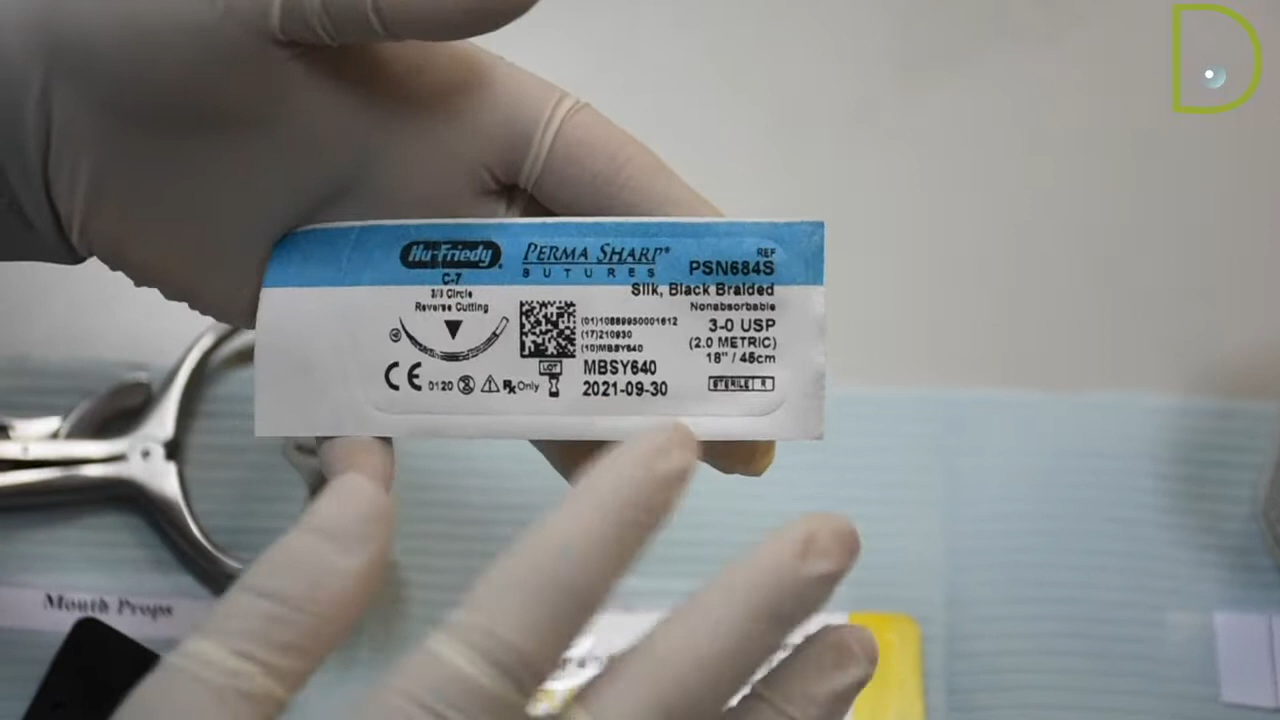 Hu-Friedy
PERMA SHARP®
SUTURES
REF
PSN684S
C-7
3/8 Circle
Reverse Cutting
Silk, Black Braided
Nonabsorbable
3-0 USP
(2.0 METRIC)
18" / 45cm
(01)10889950001612
(17)210930
(10)MBSY640
LOT
MBSY640
2021-09-30
CE 0120
Rx Only
STERILE R
Mouth Props